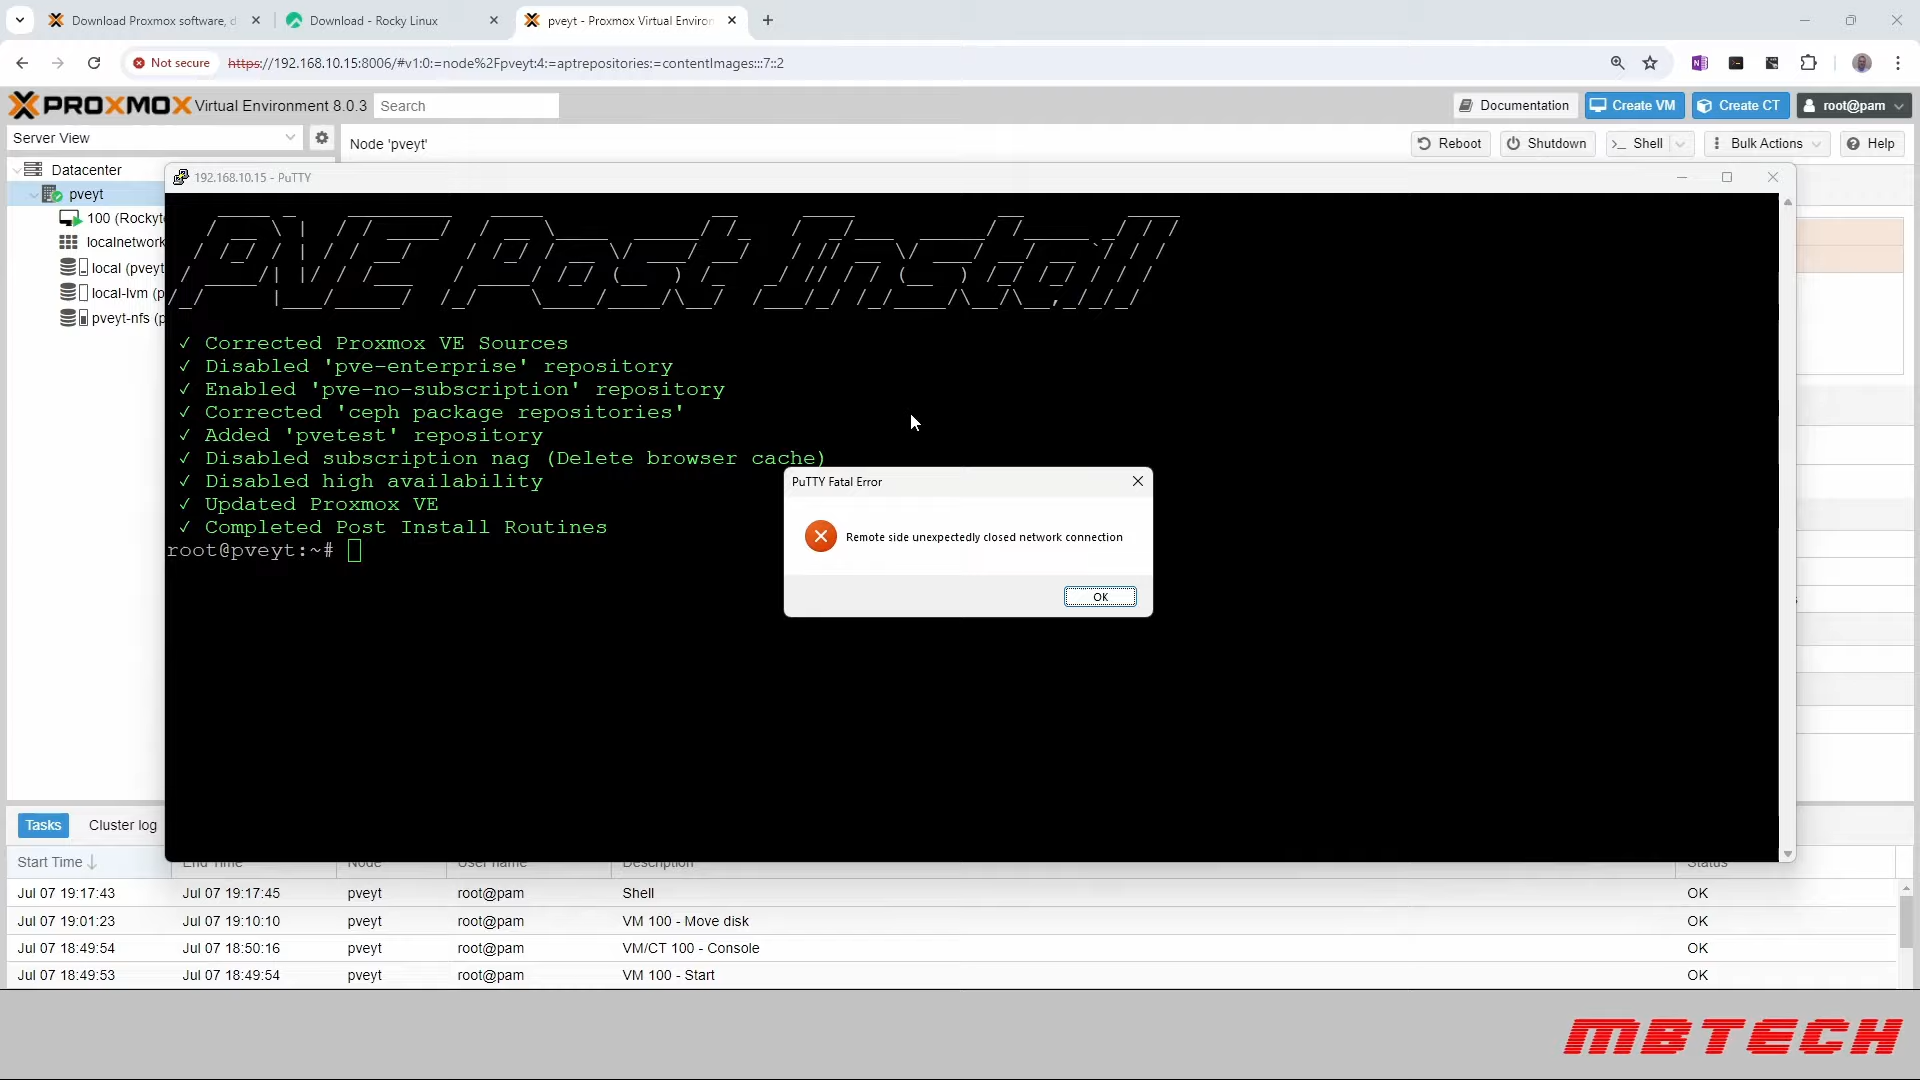 Download Proxmox software, d
Download - Rocky Linux
pveyt - Proxmox Virtual Environ
Not secure
https://192.168.10.15:8006/#v1:0:=node%2Fpveyt:4:=aptrepositories:=contentImages:::7::2
PROXMOX Virtual Environment 8.0.3
Search
Documentation
Create VM
Create CT
root@pam
Server View
Node 'pveyt'
Reboot
Shutdown
Shell
Bulk Actions
Help
Datacenter
pveyt
100 (Rockyt
localnetwork
local (pveyt
local-lvm (p
pveyt-nfs (p
192.168.10.15 - PuTTY
PVE Post Install
✓ Corrected Proxmox VE Sources
✓ Disabled 'pve-enterprise' repository
✓ Enabled 'pve-no-subscription' repository
✓ Corrected 'ceph package repositories'
✓ Added 'pvetest' repository
✓ Disabled subscription nag (Delete browser cache)
✓ Disabled high availability
✓ Updated Proxmox VE
✓ Completed Post Install Routines
root@pveyt:~#
PuTTY Fatal Error
Remote side unexpectedly closed network connection
OK
Tasks
Cluster log
Start Time End Time Node User name Description Status
Jul 07 19:17:43 Jul 07 19:17:45 pveyt root@pam Shell OK
Jul 07 19:01:23 Jul 07 19:10:10 pveyt root@pam VM 100 - Move disk OK
Jul 07 18:49:54 Jul 07 18:50:16 pveyt root@pam VM/CT 100 - Console OK
Jul 07 18:49:53 Jul 07 18:49:54 pveyt root@pam VM 100 - Start OK
MBTECH